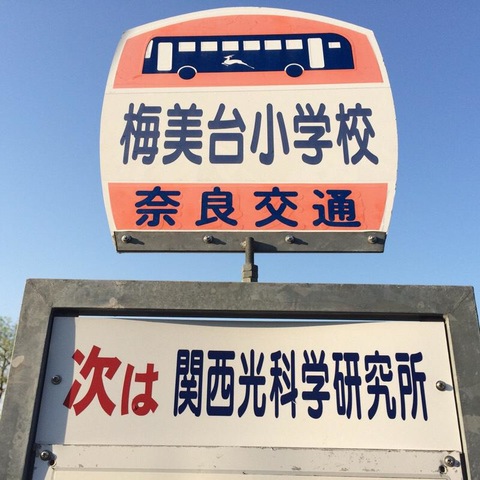 梅美台小学校
奈良交通
次は 関西光科学研究所